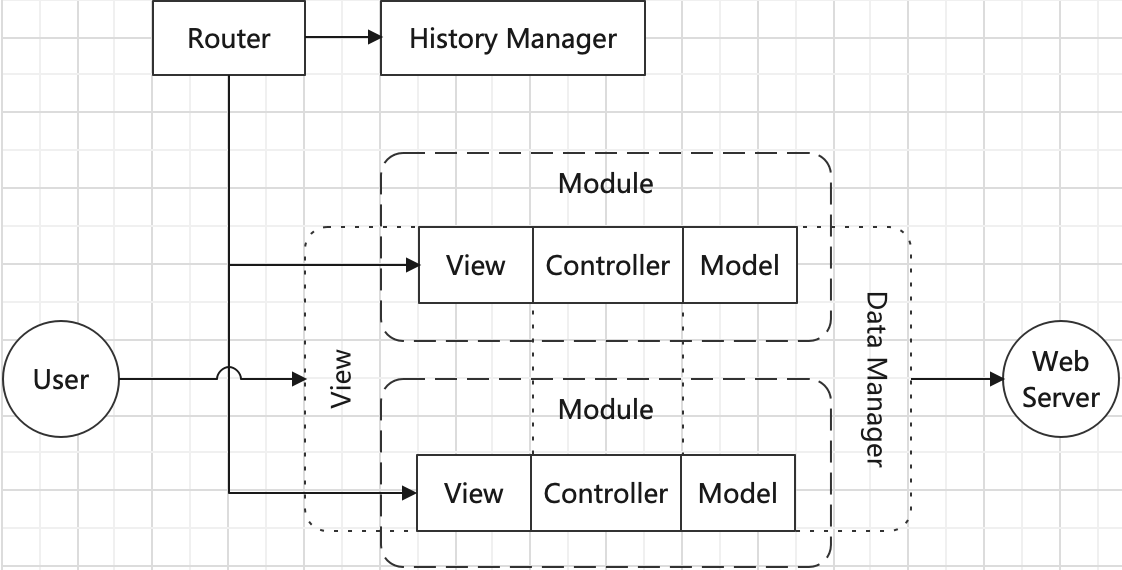 Router
History Manager
Module
View
Controller
Model
User
View
Data Manager
Web
Server
Module
View
Controller
Model